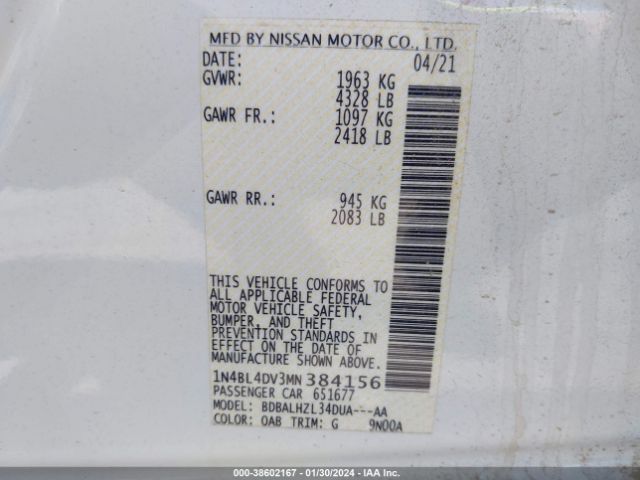 MFD BY NISSAN MOTOR CO., LTD.
DATE: 04/21
GVWR: 1963 KG
4328 LB
GAWR FR.: 1097 KG
2418 LB
GAWR RR.: 945 KG
2083 LB
THIS VEHICLE CONFORMS TO
ALL APPLICABLE FEDERAL
MOTOR VEHICLE SAFETY,
BUMPER, AND THEFT
PREVENTION STANDARDS IN
EFFECT ON THE DATE OF
MANUFACTURE SHOWN ABOVE.
1N4BL4DV3MN384156
PASSENGER CAR 651677
MODEL: BDBALHZL34DUA---AA
COLOR: QAB TRIM: G 9N00A
000-38602167 - 01/30/2024 - IAA Inc.